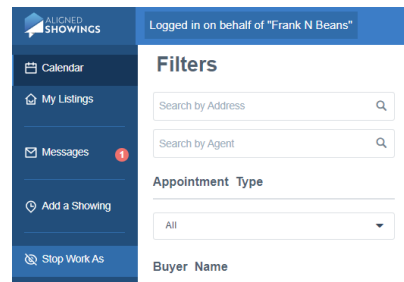 ALIGNED
SHOWINGS
Logged in on behalf of "Frank N Beans"
Calendar
My Listings
Messages 1
Add a Showing
Stop Work As
Filters
Search by Address
Search by Agent
Appointment Type
All
Buyer Name